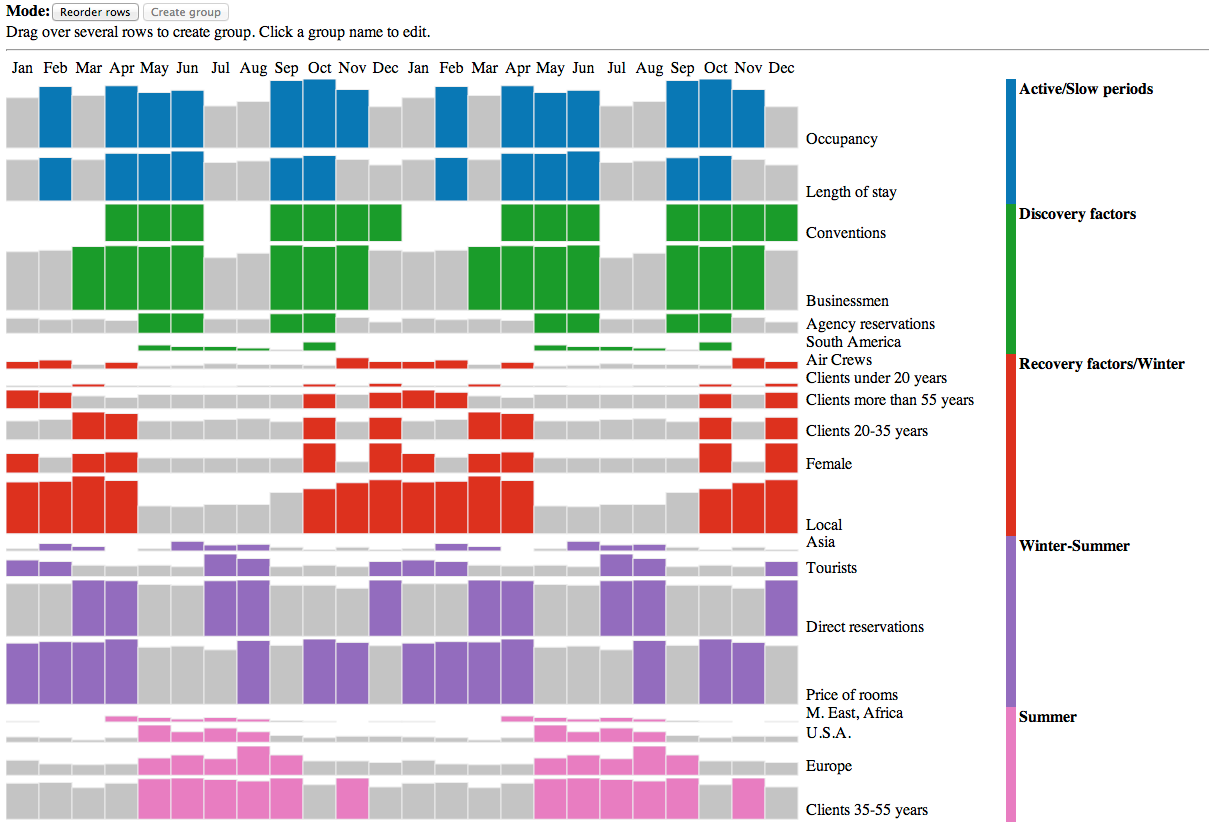 Mode: Reorder rows Create group
Drag over several rows to create group. Click a group name to edit.
Jan Feb Mar Apr May Jun Jul Aug Sep Oct Nov Dec Jan Feb Mar Apr May Jun Jul Aug Sep Oct Nov Dec
Active/Slow periods
Occupancy
Length of stay
Discovery factors
Conventions
Businessmen
Agency reservations
South America
Air Crews
Recovery factors/Winter
Clients under 20 years
Clients more than 55 years
Clients 20-35 years
Female
Local
Asia
Winter-Summer
Tourists
Direct reservations
Price of rooms
M. East, Africa
Summer
U.S.A.
Europe
Clients 35-55 years